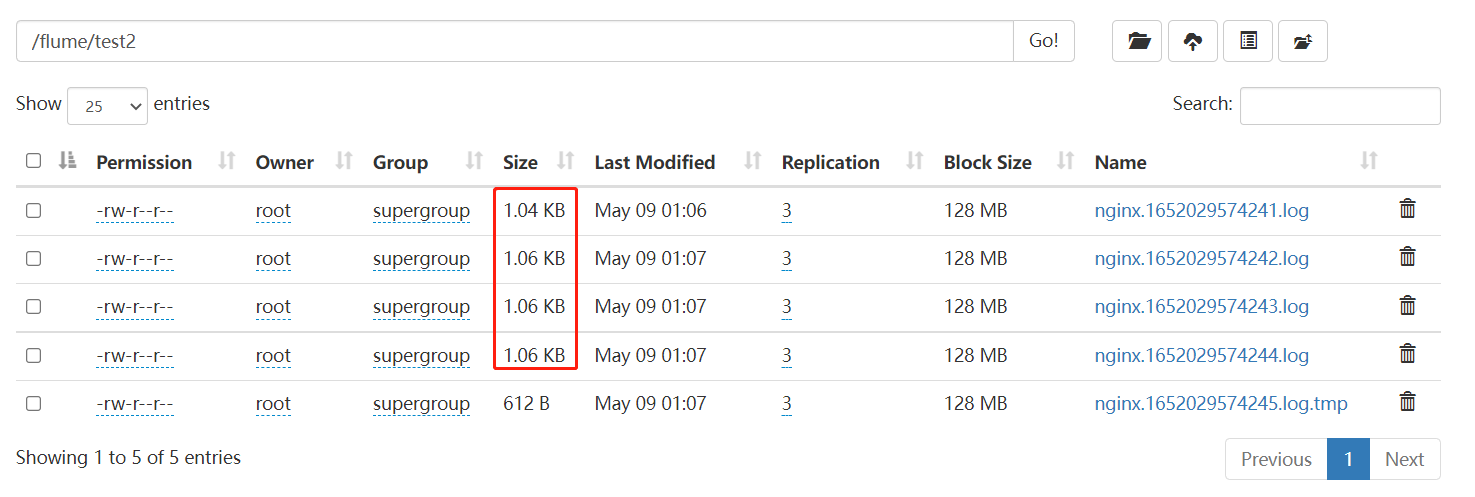 /flume/test2 Go!
Show 25 entries Search:
Permission Owner Group Size Last Modified Replication Block Size Name
-rw-r--r-- root supergroup 1.04 KB May 09 01:06 3 128 MB nginx.1652029574241.log
-rw-r--r-- root supergroup 1.06 KB May 09 01:07 3 128 MB nginx.1652029574242.log
-rw-r--r-- root supergroup 1.06 KB May 09 01:07 3 128 MB nginx.1652029574243.log
-rw-r--r-- root supergroup 1.06 KB May 09 01:07 3 128 MB nginx.1652029574244.log
-rw-r--r-- root supergroup 612 B May 09 01:07 3 128 MB nginx.1652029574245.log.tmp
Showing 1 to 5 of 5 entries Previous 1 Next